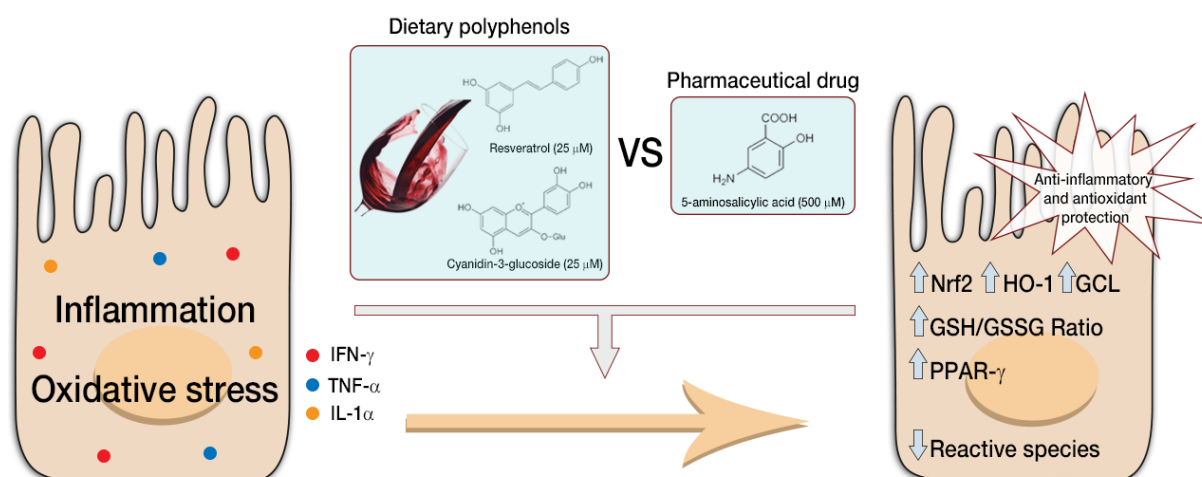 Dietary polyphenols
OH
HO
OH
Resveratrol (25 µM)
OH
OH
HO
O+
O-Glu
OH
Cyanidin-3-glucoside (25 µM)
VS
Pharmaceutical drug
COOH
OH
H₂N
5-aminosalicylic acid (500 µM)
Inflammation
Oxidative stress
IFN-γ
TNF-α
IL-1α
Anti-inflammatory
and antioxidant
protection
Nrf2 HO-1 GCL
GSH/GSSG Ratio
PPAR-γ
Reactive species